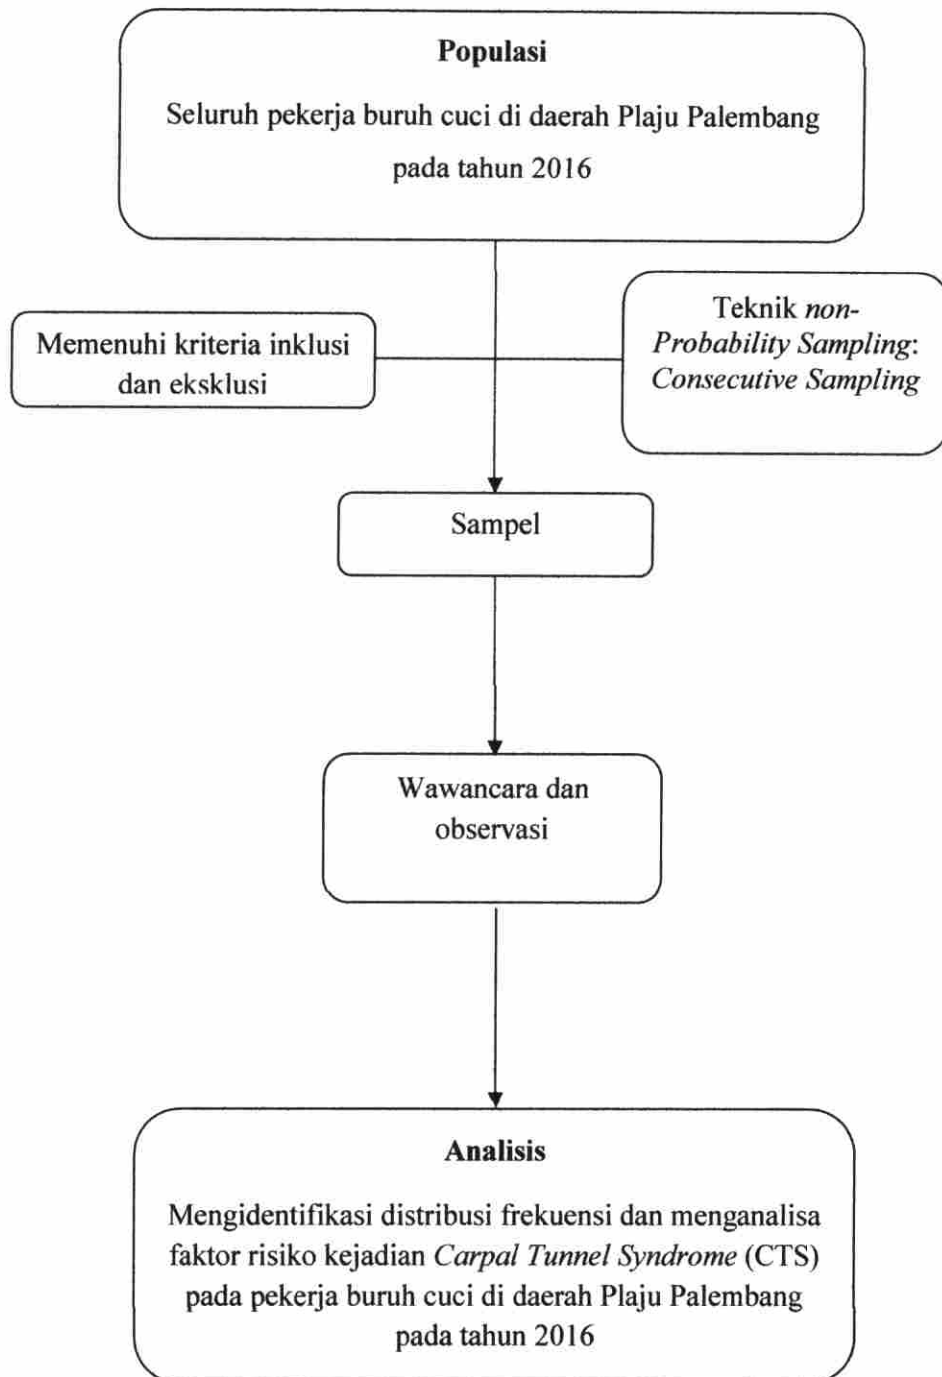 Populasi
Seluruh pekerja buruh cuci di daerah Plaju Palembang
pada tahun 2016
Memenuhi kriteria inklusi
dan eksklusi
Teknik non-
Probability Sampling:
Consecutive Sampling
Sampel
Wawancara dan
observasi
Analisis
Mengidentifikasi distribusi frekuensi dan menganalisa
faktor risiko kejadian Carpal Tunnel Syndrome (CTS)
pada pekerja buruh cuci di daerah Plaju Palembang
pada tahun 2016